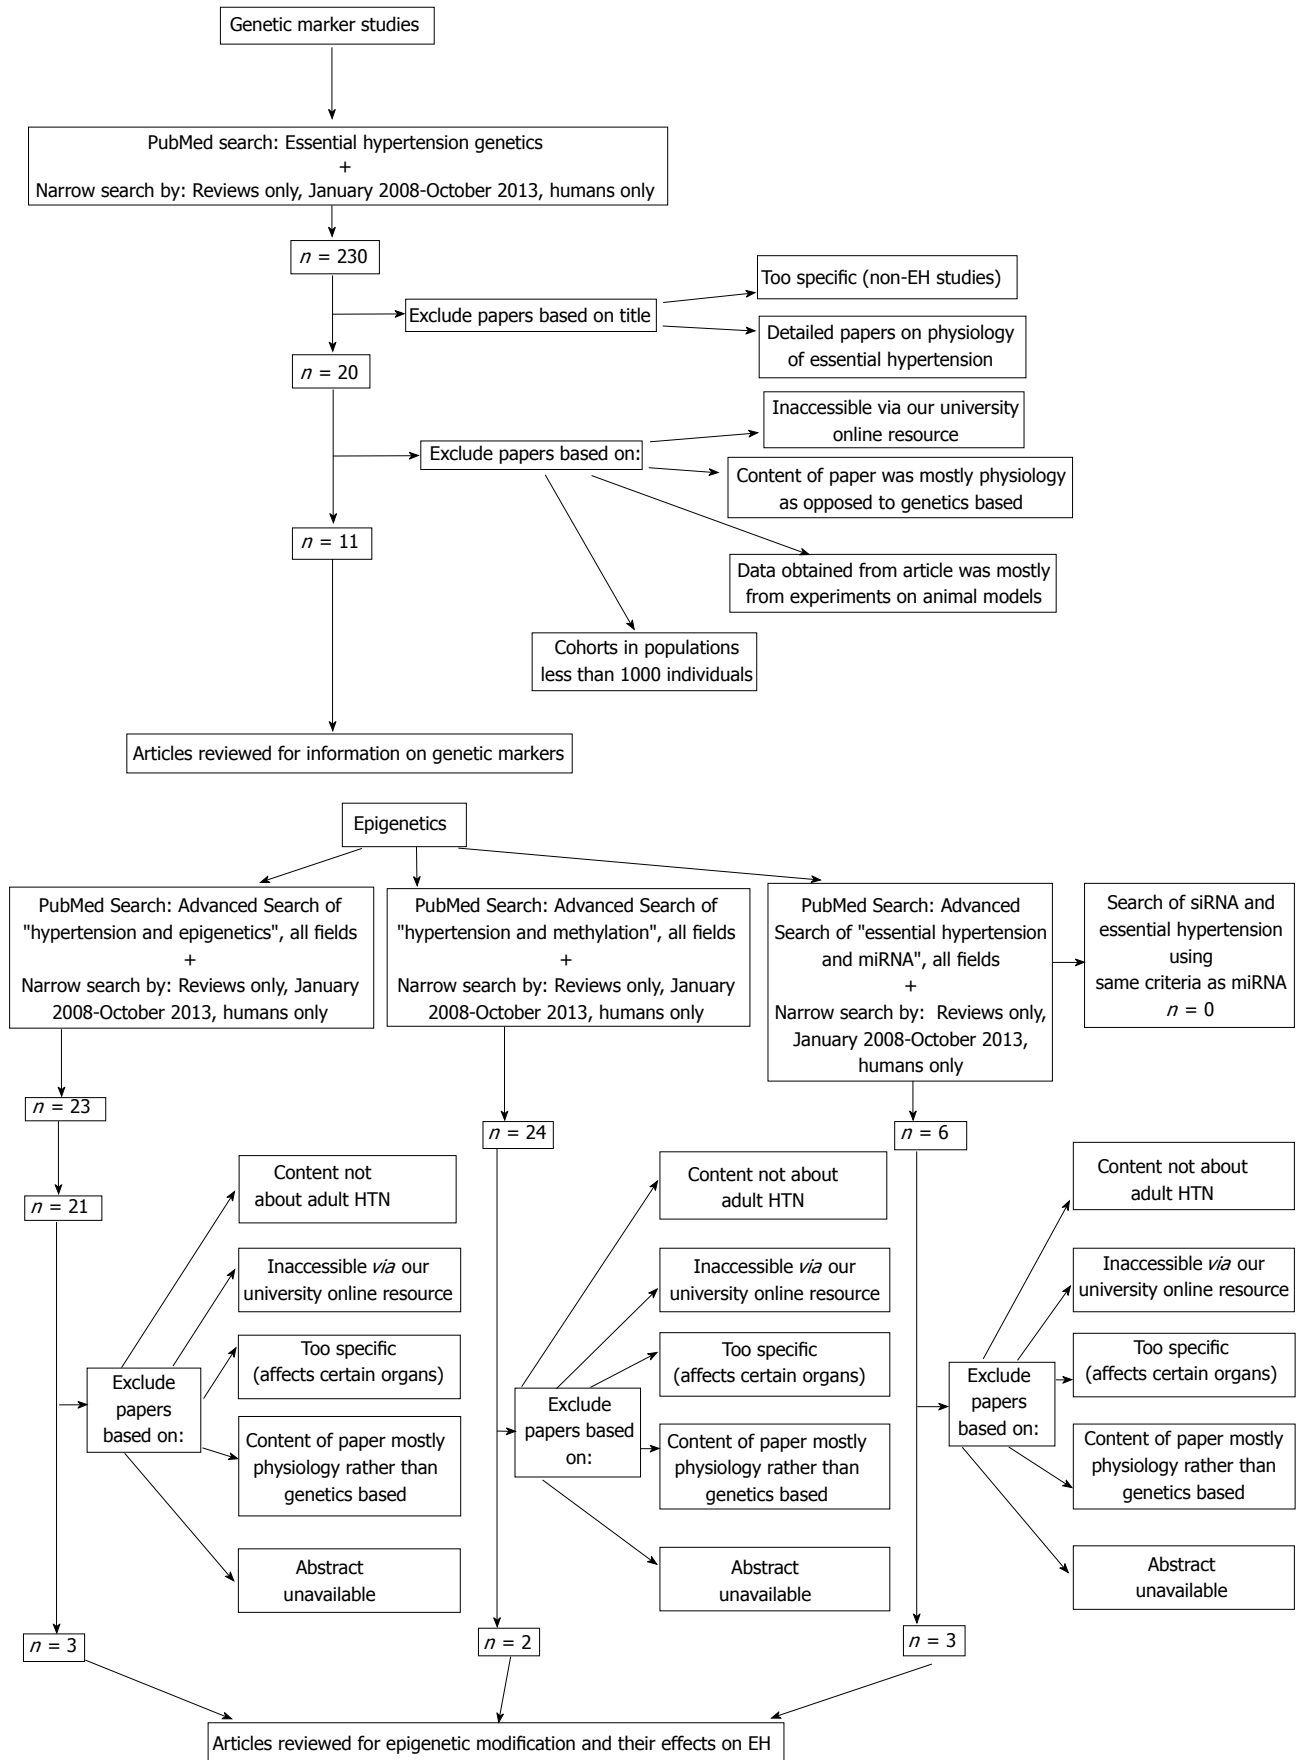 Genetic marker studies
PubMed search: Essential hypertension genetics
+
Narrow search by: Reviews only, January 2008-October 2013, humans only
n = 230
Exclude papers based on title
Too specific (non-EH studies)
Detailed papers on physiology
of essential hypertension
n = 20
Exclude papers based on:
Inaccessible via our university
online resource
Content of paper was mostly physiology
as opposed to genetics based
Data obtained from article was mostly
from experiments on animal models
Cohorts in populations
less than 1000 individuals
n = 11
Articles reviewed for information on genetic markers
Epigenetics
PubMed Search: Advanced Search of
"hypertension and epigenetics", all fields
+
Narrow search by: Reviews only, January
2008-October 2013, humans only
PubMed Search: Advanced Search of
"hypertension and methylation", all fields
+
Narrow search by: Reviews only, January
2008-October 2013, humans only
PubMed Search: Advanced
Search of "essential hypertension
and miRNA", all fields
+
Narrow search by: Reviews only,
January 2008-October 2013,
humans only
Search of siRNA and
essential hypertension
using
same criteria as miRNA
n = 0
n = 23
n = 21
Exclude
papers
based on:
Content not
about adult HTN
Inaccessible via our
university online resource
Too specific
(affects certain organs)
Content of paper mostly
physiology rather than
genetics based
Abstract
unavailable
n = 3
n = 24
Exclude
papers based
on:
Content not about
adult HTN
Inaccessible via our
university online resource
Too specific
(affects certain organs)
Content of paper mostly
physiology rather than
genetics based
Abstract
unavailable
n = 2
n = 6
Exclude
papers
based on:
Content not about
adult HTN
Inaccessible via our
university online resource
Too specific
(affects certain organs)
Content of paper mostly
physiology rather than
genetics based
Abstract
unavailable
n = 3
Articles reviewed for epigenetic modification and their effects on EH